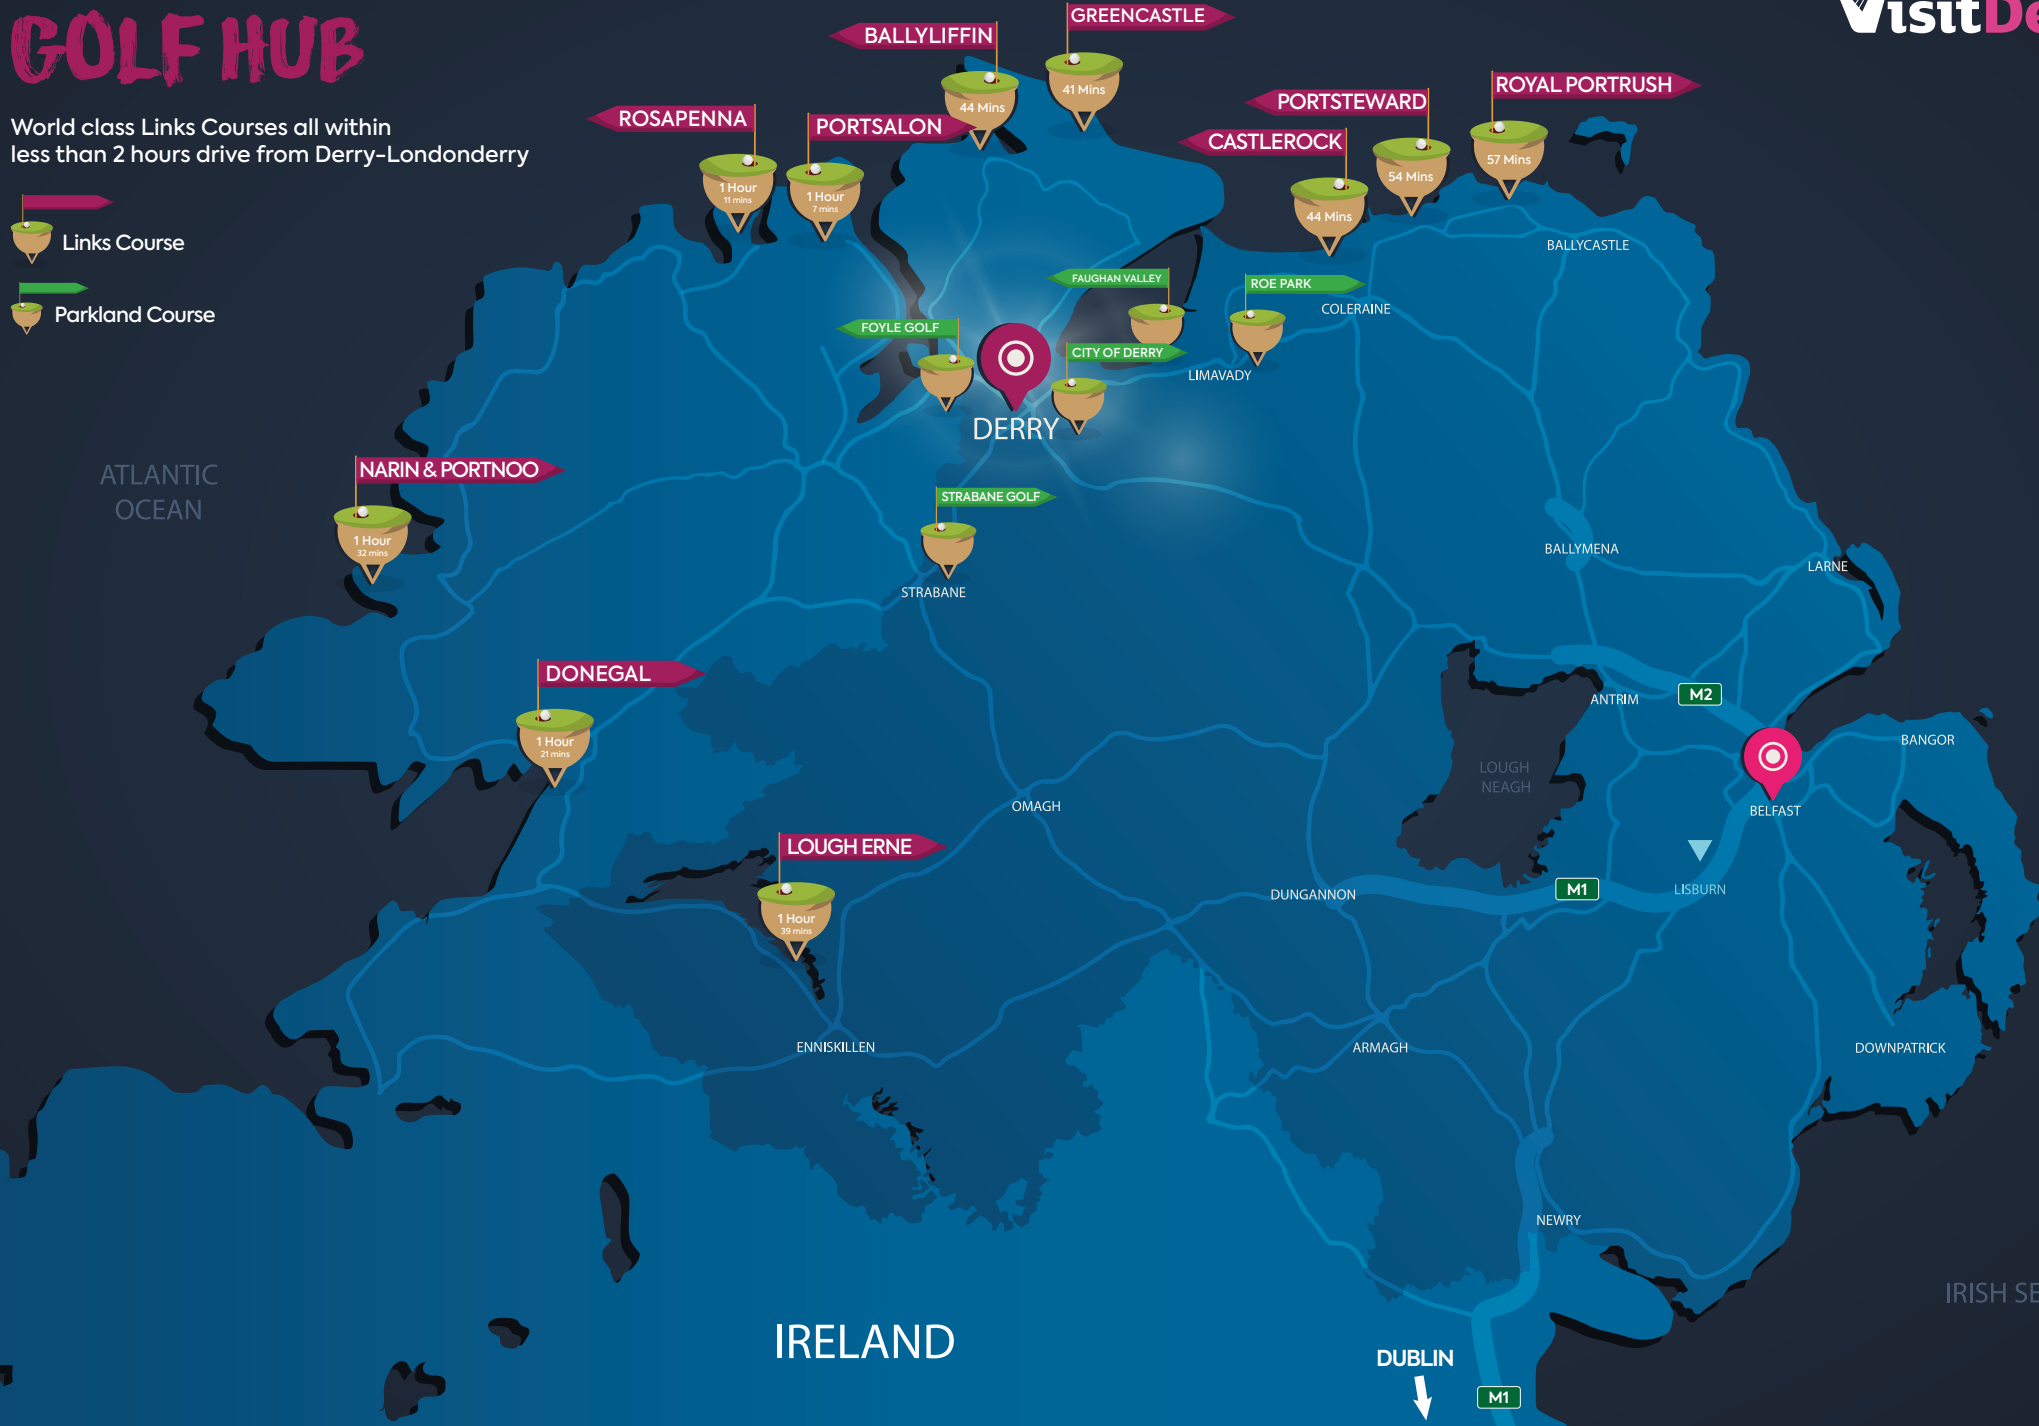 GOLF HUB
VisitDe
World class Links Courses all within
less than 2 hours drive from Derry-Londonderry
Links Course
Parkland Course
GREENCASTLE
41 Mins
BALLYLIFFIN
44 Mins
ROSAPENNA
1 Hour
11 mins
PORTSALON
1 Hour
7 mins
ROYAL PORTRUSH
57 Mins
PORTSTEWARD
54 Mins
CASTLEROCK
44 Mins
BALLYCASTLE
FAUGHAN VALLEY
ROE PARK
COLERAINE
FOYLE GOLF
CITY OF DERRY
LIMAVADY
DERRY
ATLANTIC
OCEAN
NARIN & PORTNOO
1 Hour
32 mins
STRABANE GOLF
STRABANE
BALLYMENA
LARNE
DONEGAL
1 Hour
21 mins
ANTRIM
M2
BANGOR
LOUGH
NEAGH
OMAGH
BELFAST
LOUGH ERNE
1 Hour
39 mins
DUNGANNON
M1
LISBURN
ENNISKILLEN
ARMAGH
DOWNPATRICK
NEWRY
IRISH SE
IRELAND
DUBLIN
M1